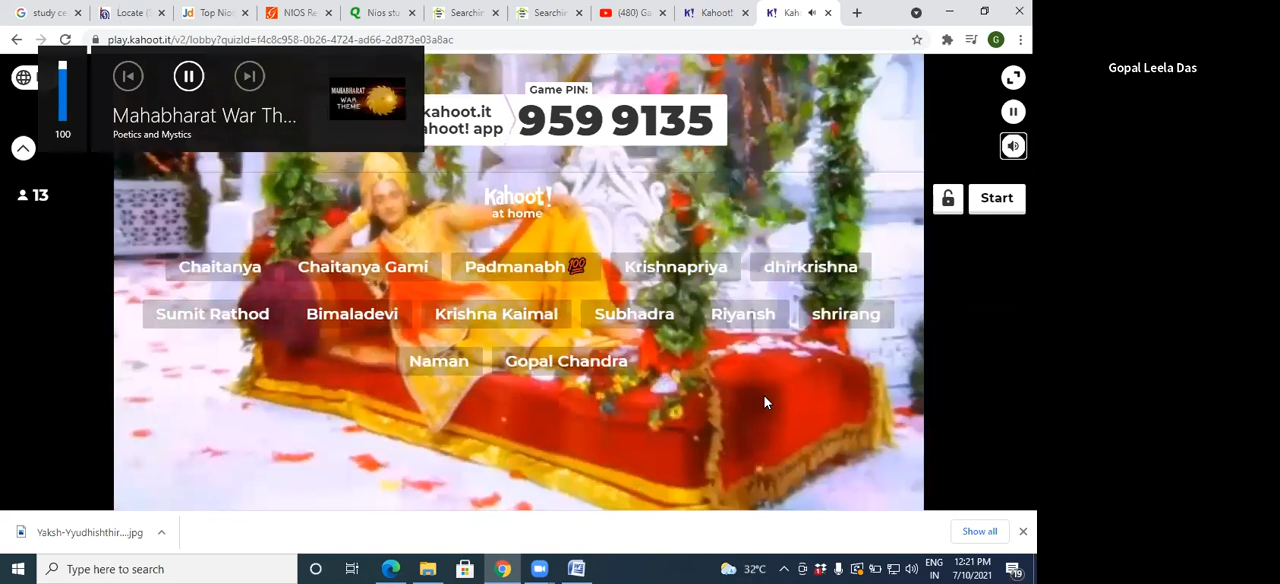 study ce
Locate (
Top Nio
NIOS Re
Nios stu
Searchin
Searchin
(480) Ga
Kahoot!
Kah
play.kahoot.it/v2/lobby?quizId=f4c8c958-0b26-4724-ad66-2d873e03a8ac
G
Mahabharat War Th...
Poetics and Mystics
100
MAHABHARAT
WAR
THEME
kahoot.it
ahoot! app
Game PIN:
959 9135
Gopal Leela Das
13
Kahoot!
at home
Start
Chaitanya Chaitanya Gami Padmanabh💯 Krishnapriya dhirkrishna
Sumit Rathod Bimaladevi Krishna Kaimal Subhadra Riyansh shrirang
Naman Gopal Chandra
Yaksh-Yyudhishthir....jpg
Show all
Type here to search
32°C
ENG
IN
12:21 PM
7/10/2021
19